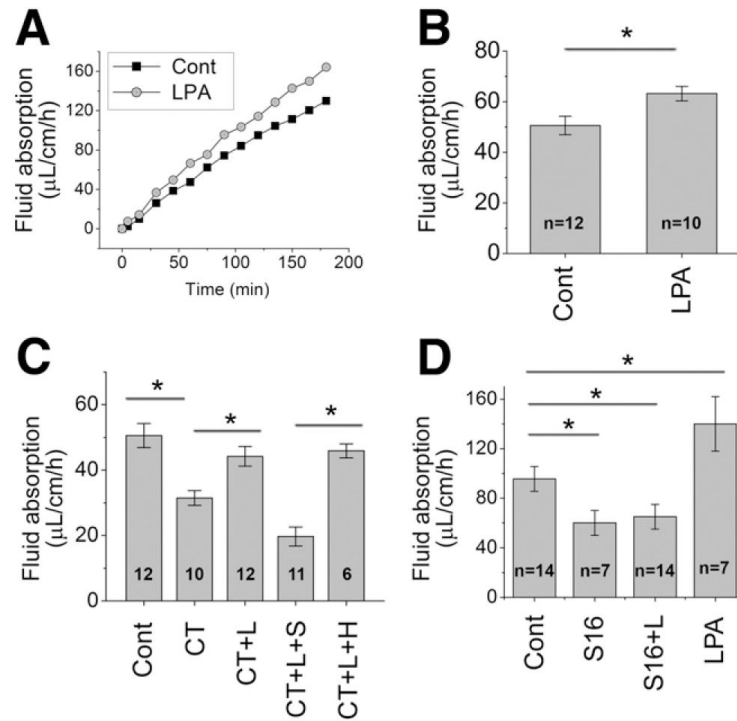 A
Fluid absorption
(μL/cm/h)
160
120
80
40
0
Cont
LPA
0
50
100
150
200
Time (min)
B
Fluid absorption
(μL/cm/h)
80
60
40
20
0
*
n=12
n=10
Cont
LPA
C
Fluid absorption
(μL/cm/h)
60
40
20
0
*
*
*
12
10
12
11
6
Cont
CT
CT+L
CT+L+S
CT+L+H
D
Fluid absorption
(μL/cm/h)
160
120
80
40
0
*
*
*
n=14
n=7
n=14
n=7
Cont
S16
S16+L
LPA